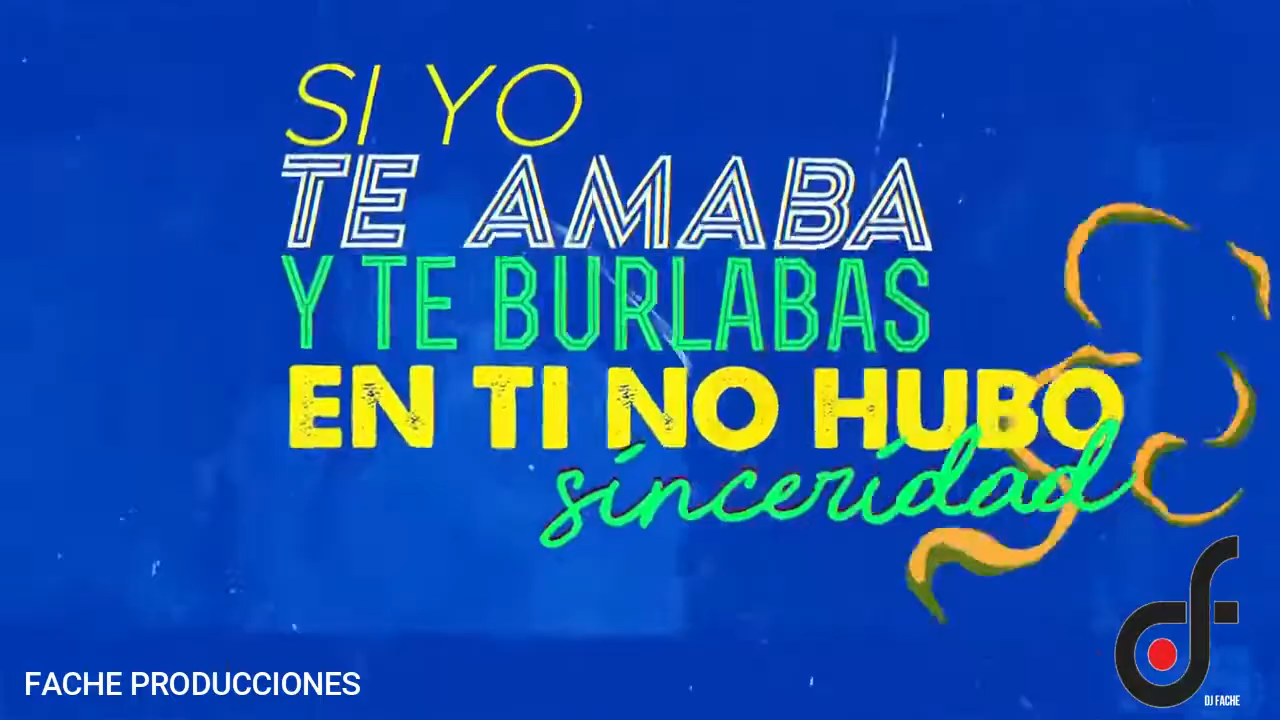 SI YO
TE AMABA
Y TE BURLABAS
EN TI NO HUBO
sinceridad
FACHE PRODUCCIONES
DJ FACHE